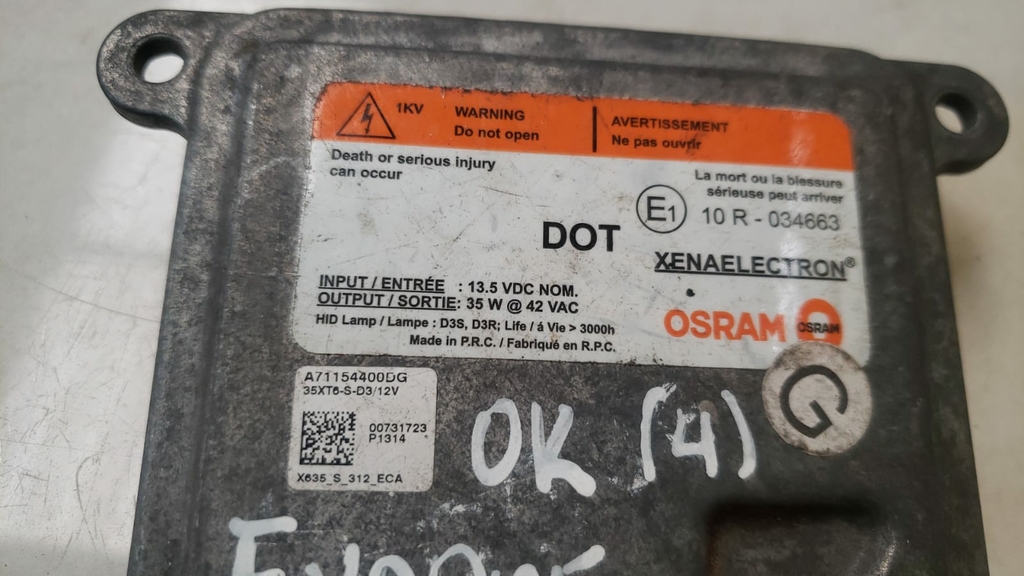 1KV
WARNING
Do not open
AVERTISSEMENT
Ne pas ouvrir
Death or serious injury
can occur
La mort ou la blessure
sérieuse peut arriver
E1 10 R - 034663
DOT
XENAELECTRON®
INPUT / ENTRÉE : 13.5 VDC NOM.
OUTPUT / SORTIE: 35 W @ 42 VAC
HID Lamp / Lampe : D3S, D3R; Life / á Vie > 3000h
Made in P.R.C. / Fabriqué en R.P.C.
OSRAM OSRAM
A71154400DG
35XT6-S-D3/12V
00731723
P1314
X635_S_312_ECA
G
OK (4)